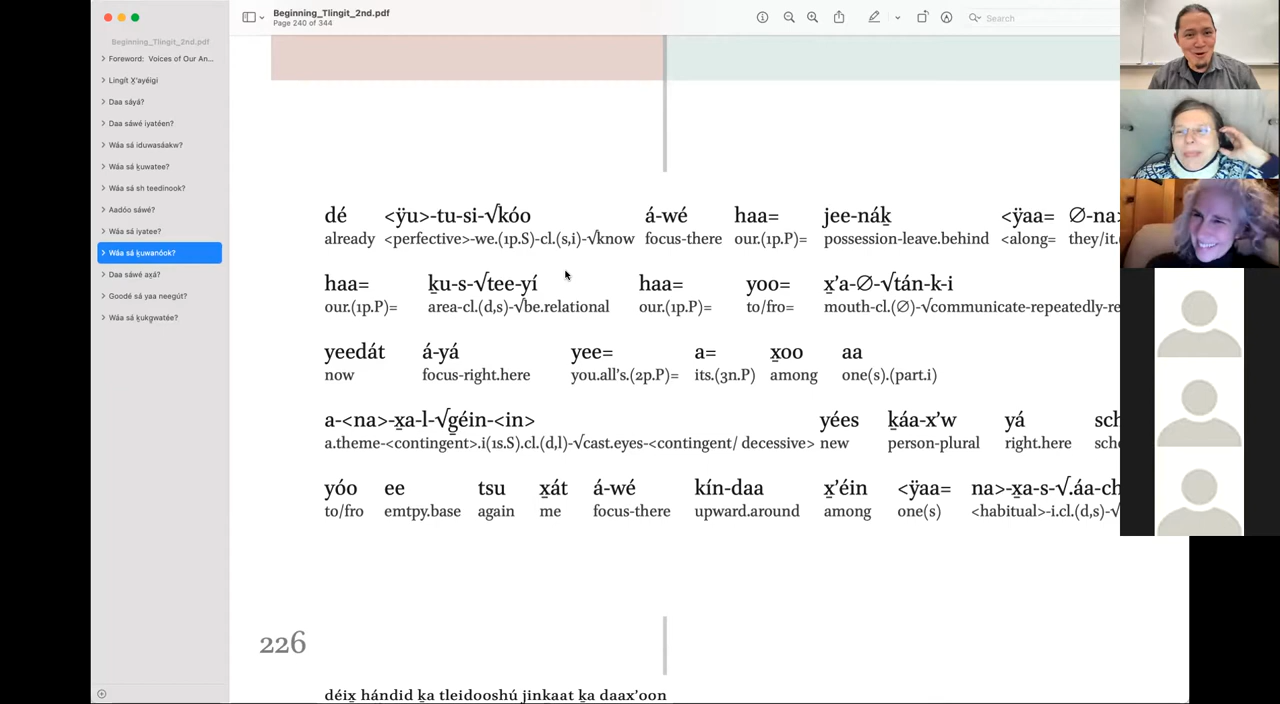 Beginning_Tlingit_2nd.pdf
Page 240 of 344
Search
Beginning_Tlingit_2nd.pdf
Foreword: Voices of Our An...
Lingít X̱'ayéigi
Daa sáyá?
Daa sáwé iyatéen?
Wáa sá iduwasáakw?
Wáa sá ḵuwatee?
Wáa sá sh teedinook?
Aadóo sáwé?
Wáa sá iyatee?
Wáa sá ḵuwanóok?
Daa sáwé ax̱á?
Goodé sá yaa neegút?
Wáa sá ḵukgwatée?
dé <ÿu>-tu-si-√kóo á-wé haa= jee-náḵ <ÿaa= ∅-na>
already <perfective>-we.(1p.S)-cl.(s,i)-√know focus-there our.(1p.P)= possession-leave.behind <along= they/it.
haa= ḵu-s-√tee-yí haa= yoo= x̱'a-∅-√tán-k-i
our.(1p.P)= area-cl.(d,s)-√be.relational our.(1p.P)= to/fro= mouth-cl.(∅)-√communicate-repeatedly-re
yeedát á-yá yee= a= x̱oo aa
now focus-right.here you.all's.(2p.P)= its.(3n.P) among one(s).(part.i)
a-<na>-x̱a-l-√g̱éin-<in> yées ḵáa-x'w yá sch
a.theme-<contingent>.i(1s.S).cl.(d,l)-√cast.eyes-<contingent/ decessive> new person-plural right.here sch
yóo ee tsu x̱át á-wé kín-daa x̱'éin <ÿaa= na>-x̱a-s-√.áa-ch
to/fro emtpy.base again me focus-there upward.around among one(s) <habitual>-i.cl.(d,s)-√
226
déix̱ hándid ḵa tleidooshú jinkaat ḵa daax'oon